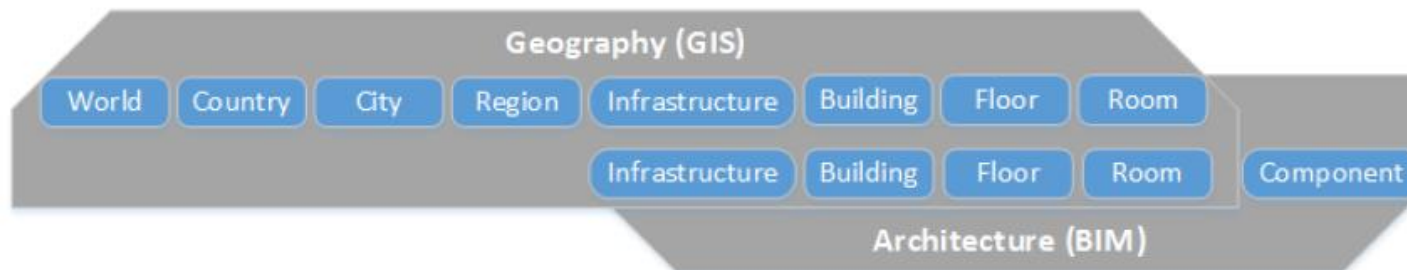 Geography (GIS)
World Country City Region Infrastructure Building Floor Room
Infrastructure Building Floor Room Component
Architecture (BIM)